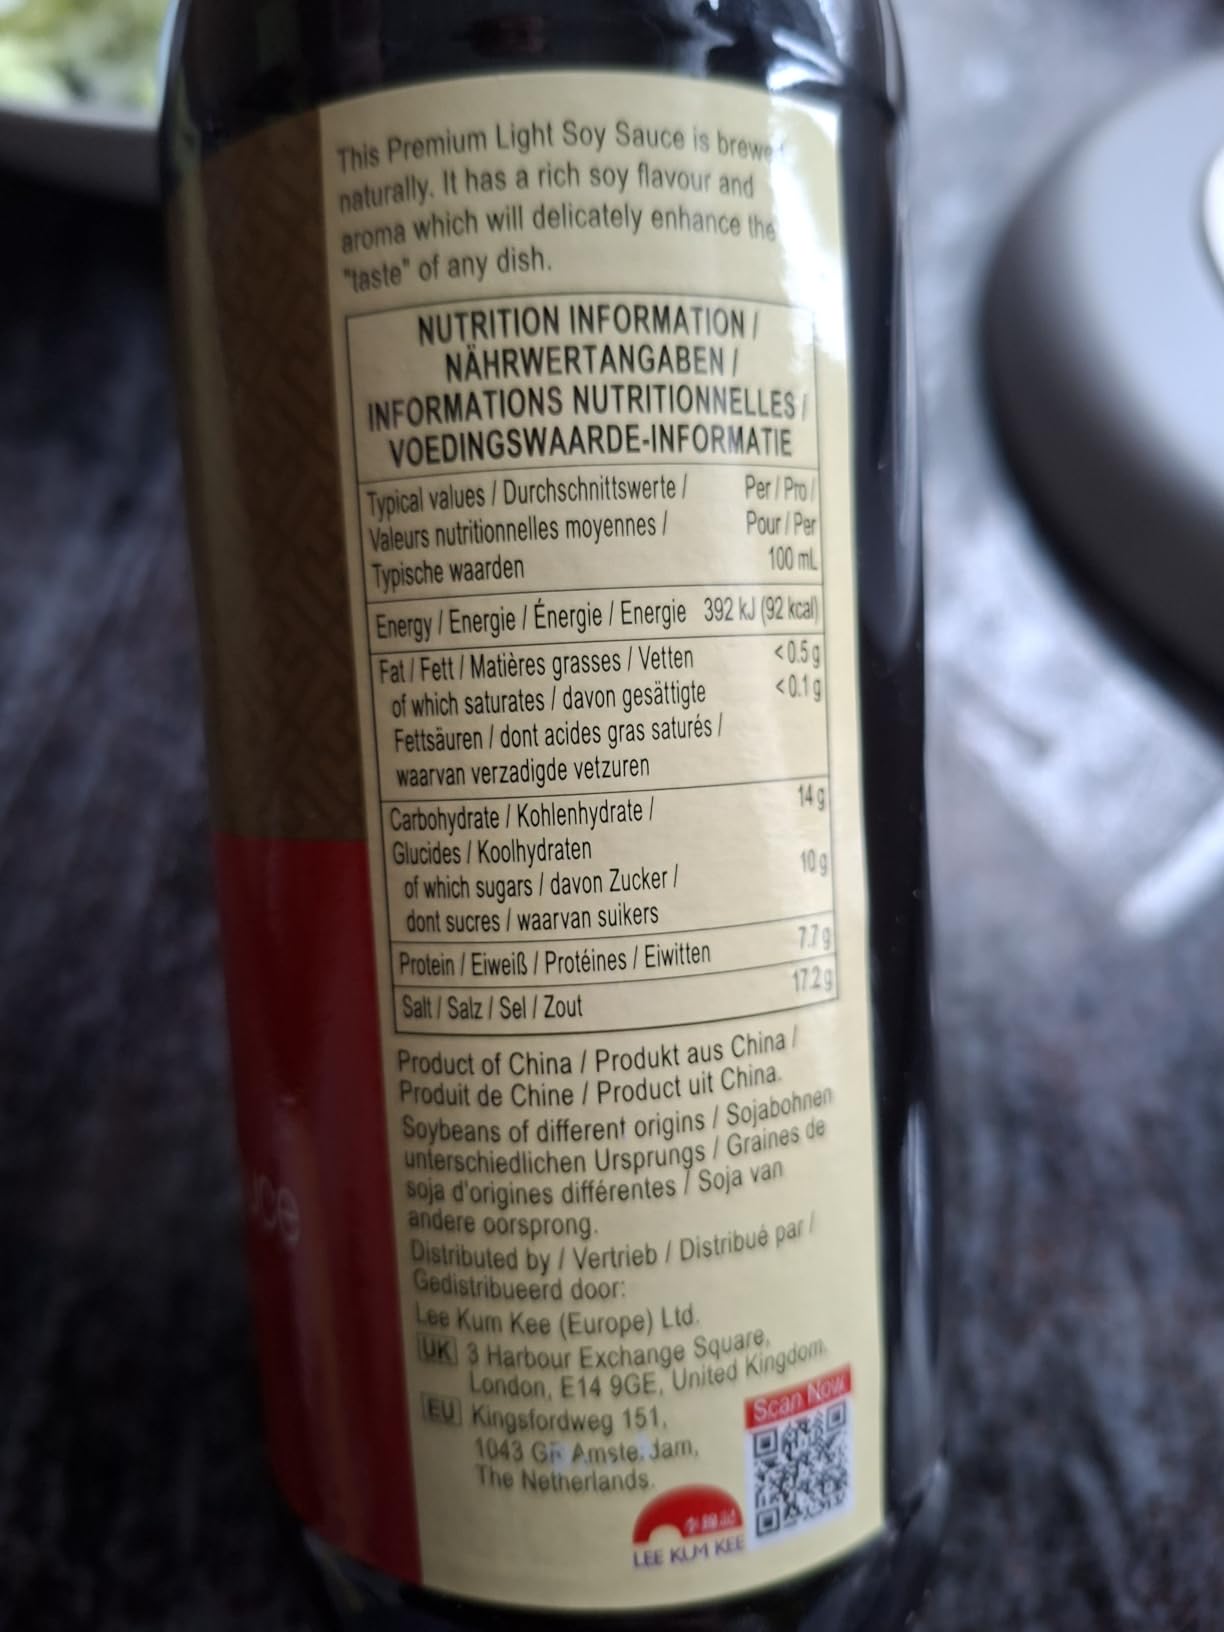 This Premium Light Soy Sauce is brewe
naturally. It has a rich soy flavour and
aroma which will delicately enhance the
"taste" of any dish.
NUTRITION INFORMATION /
NÄHRWERTANGABEN /
INFORMATIONS NUTRITIONNELLES /
VOEDINGSWAARDE-INFORMATIE
Typical values / Durchschnittswerte / Per / Pro /
Valeurs nutritionnelles moyennes / Pour / Per
Typische waarden 100 mL
Energy / Energie / Énergie / Energie 392 kJ (92 kcal)
Fat / Fett / Matières grasses / Vetten <0.5 g
of which saturates / davon gesättigte <0.1 g
Fettsäuren / dont acides gras saturés /
waarvan verzadigde vetzuren
Carbohydrate / Kohlenhydrate / 14 g
Glucides / Koolhydraten
of which sugars / davon Zucker / 10 g
dont sucres / waarvan suikers
Protein / Eiweiß / Protéines / Eiwitten 7.7 g
Salt / Salz / Sel / Zout 17.2 g
Product of China / Produkt aus China /
Produit de Chine / Product uit China.
Soybeans of different origins / Sojabohnen
unterschiedlichen Ursprungs / Graines de
soja d'origines différentes / Soja van
andere oorsprong.
Distributed by / Vertrieb / Distribué par /
Gedistribueerd door:
Lee Kum Kee (Europe) Ltd.
UK 3 Harbour Exchange Square,
London, E14 9GE, United Kingdom.
EU Kingsfordweg 151,
1043 GR Amsterdam,
The Netherlands.
Scan Now
李錦記
LEE KUM KEE